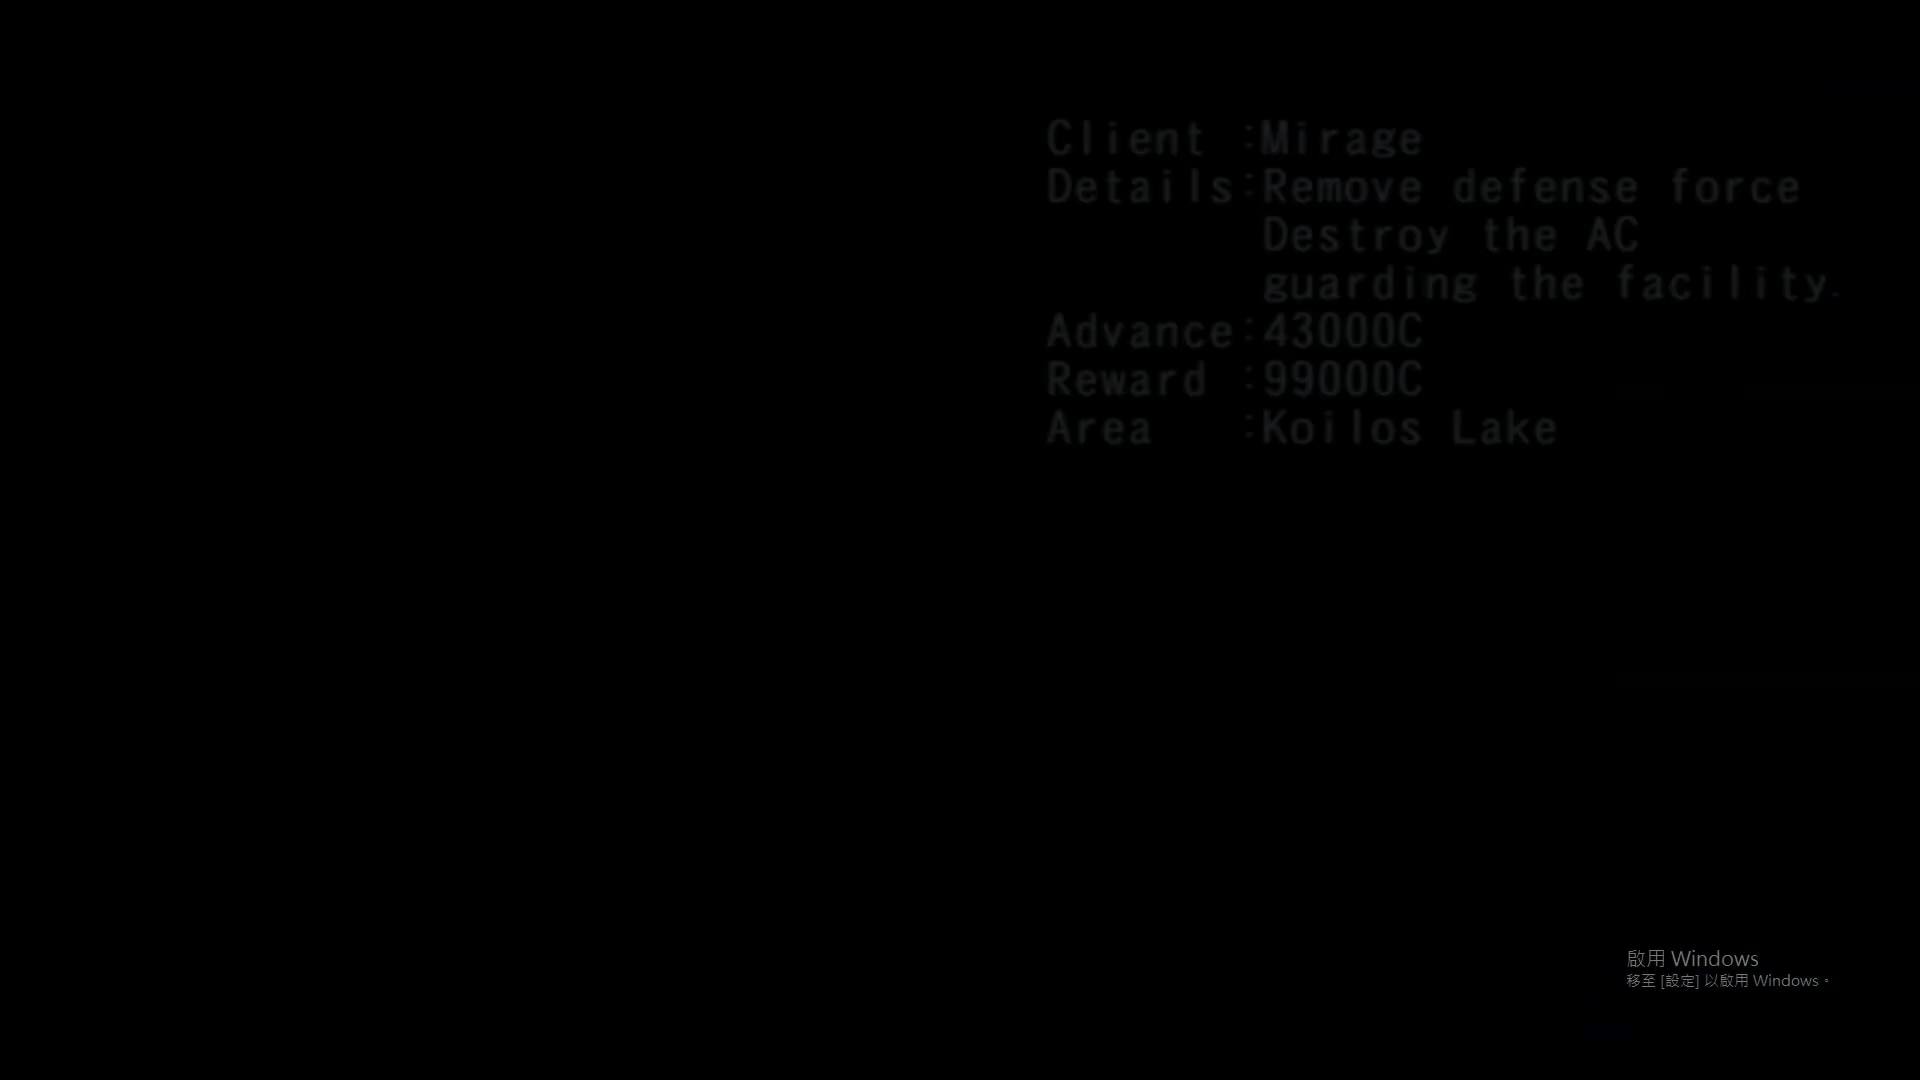 Client :Mirage
Details:Remove defense force
Destroy the AC
guarding the facility.
Advance:43000C
Reward :99000C
Area :Koilos Lake
啟用 Windows
移至 [設定] 以啟用 Windows。